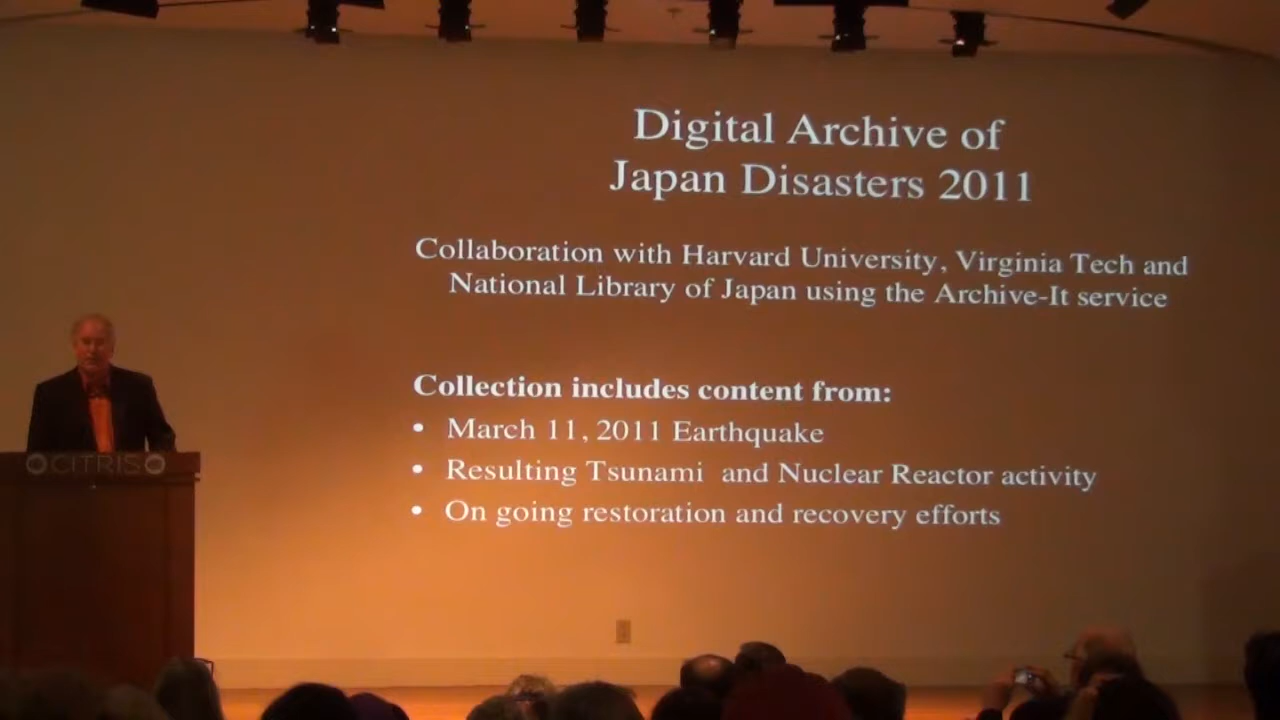 Digital Archive of
Japan Disasters 2011
Collaboration with Harvard University, Virginia Tech and
National Library of Japan using the Archive-It service
Collection includes content from:
• March 11, 2011 Earthquake
• Resulting Tsunami and Nuclear Reactor activity
• On going restoration and recovery efforts
CITRIS